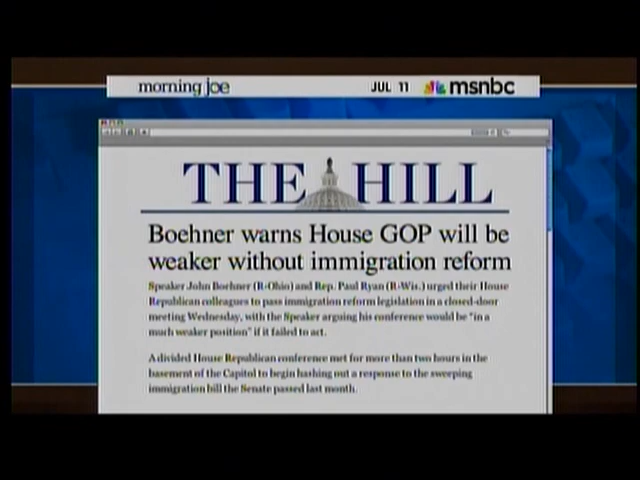 morning joe JUL 11 msnbc
THE HILL
Boehner warns House GOP will be
weaker without immigration reform
Speaker John Boehner (R-Ohio) and Rep. Paul Ryan (R-Wis.) urged their House
Republican colleagues to pass immigration reform legislation in a closed-door
meeting Wednesday, with the Speaker arguing his conference would be "in a
much weaker position" if it failed to act.
A divided House Republican conference met for more than two hours in the
basement of the Capitol to begin hashing out a response to the sweeping
immigration bill the Senate passed last month.